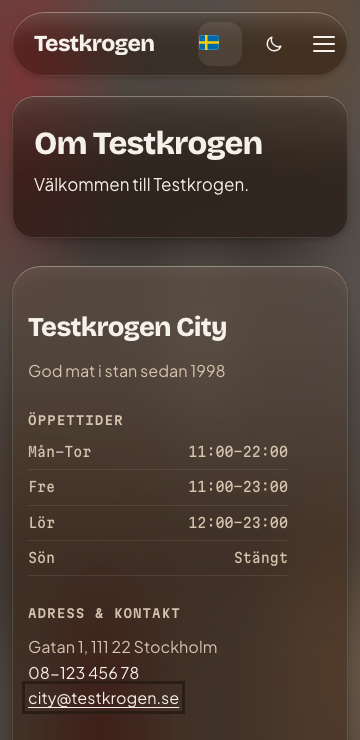 Testkrogen
Om Testkrogen
Välkommen till Testkrogen.
Testkrogen City
God mat i stan sedan 1998
ÖPPETTIDER
Mån–Tor 11:00–22:00
Fre 11:00–23:00
Lör 12:00–23:00
Sön Stängt
ADRESS & KONTAKT
Gatan 1, 111 22 Stockholm
08–123 456 78
city@testkrogen.se